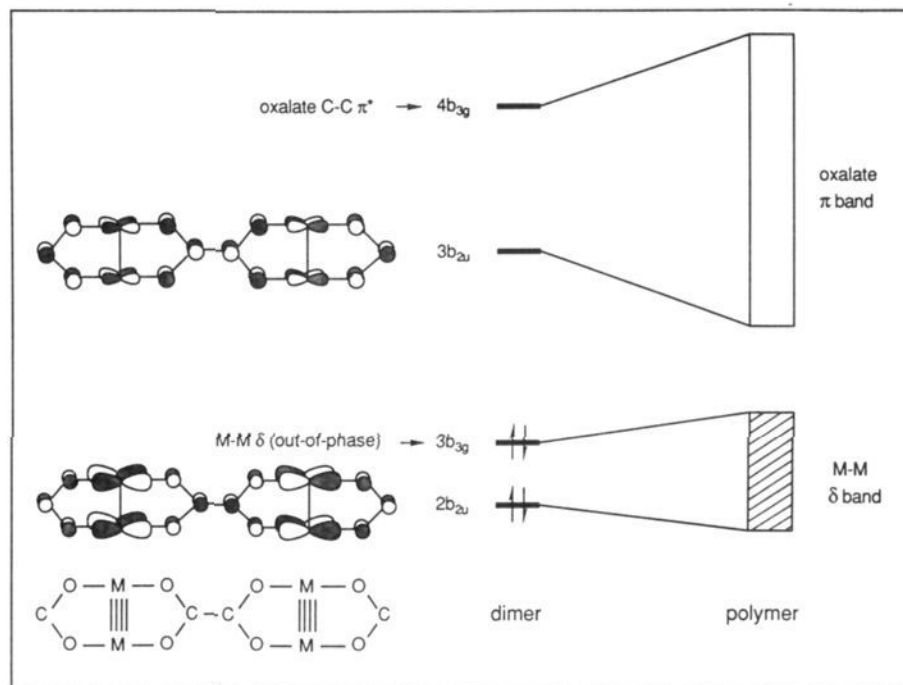 oxalate C-C π* → 4b3g
oxalate
π band
3b2u
M-M δ (out-of-phase) → 3b3g
M-M
δ band
2b2u
O — M — O O — M — O
C C — C C
O — M — O O — M — O
dimer polymer